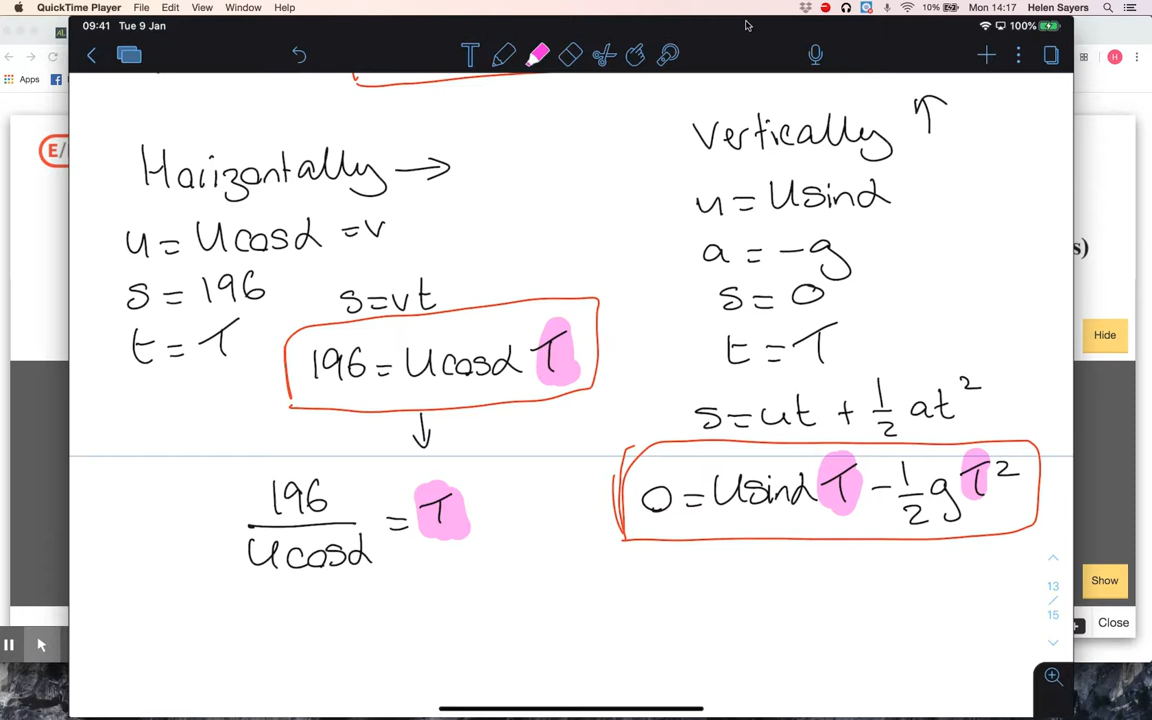 QuickTime Player File Edit View Window Help 10% Mon 14:17 Helen Sayers
09:41 Tue 9 Jan 100%
Apps
H
E/
s)
Horizontally →
u = Ucosα = v
s = 196
t = T
s=vt
196 = Ucosα T
↓
196/Ucosα = T
Vertically ↑
u = Usinα
a = -g
s = 0
t = T
s = ut + 1/2 at²
0 = Usinα T - 1/2 g T²
Hide
Show
Close
13
/
15